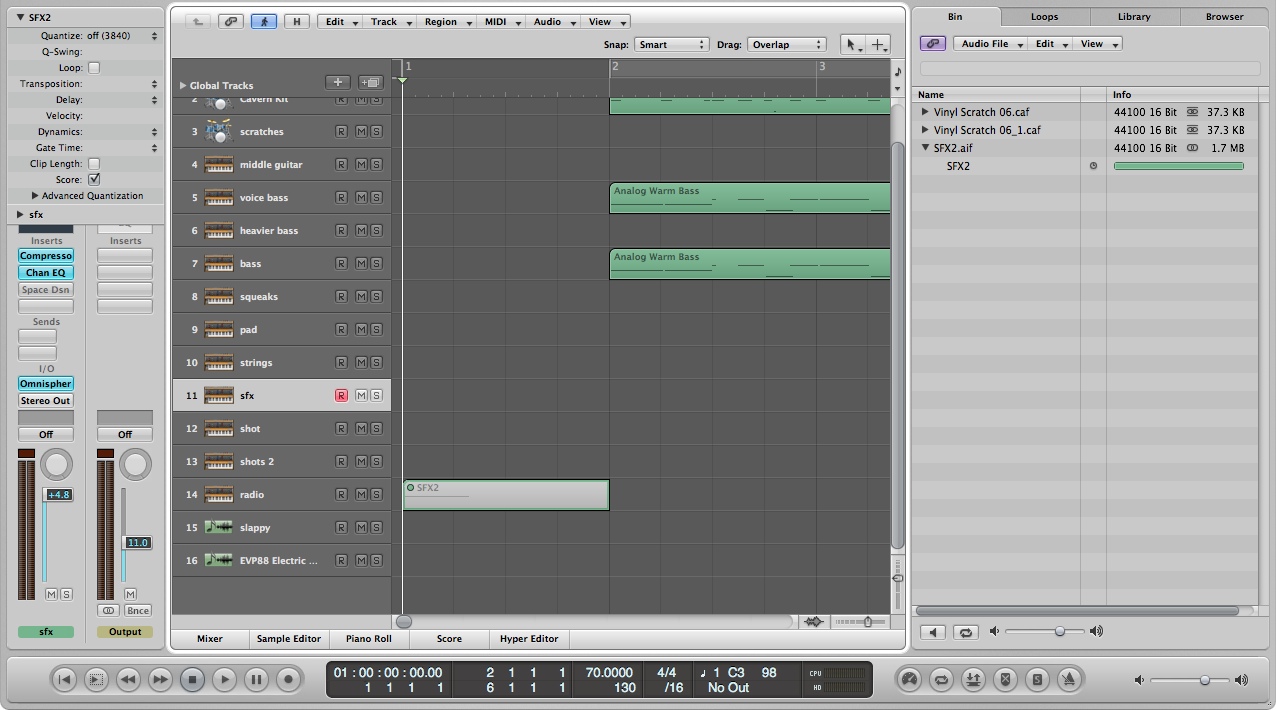 SFX2
Quantize: off (3840)
Q-Swing:
Loop:
Transposition:
Delay:
Velocity:
Dynamics:
Gate Time:
Clip Length:
Score:
Advanced Quantization
sfx
Inserts Inserts
Compresso
Chan EQ
Space Dsn
Sends
I/O
Omnispher
Stereo Out
Off Off
+4.8
11.0
M S M
Bnce
sfx Output
H Edit Track Region MIDI Audio View
Snap: Smart Drag: Overlap
Global Tracks
1 2 3
2 Cavern Kit R M S
3 scratches R M S
4 middle guitar R M S
5 voice bass R M S Analog Warm Bass
6 heavier bass R M S
7 bass R M S Analog Warm Bass
8 squeaks R M S
9 pad R M S
10 strings R M S
11 sfx R M S
12 shot R M S
13 shots 2 R M S
14 radio R M S SFX2
15 slappy R M S
16 EVP88 Electric ... R M S
Mixer Sample Editor Piano Roll Score Hyper Editor
Bin Loops Library Browser
Audio File Edit View
Name Info
Vinyl Scratch 06.caf 44100 16 Bit 37.3 KB
Vinyl Scratch 06_1.caf 44100 16 Bit 37.3 KB
SFX2.aif 44100 16 Bit 1.7 MB
SFX2
01 : 00 : 00 : 00.00 2 1 1 1 70.0000 4/4 1 C3 98 CPU
1 1 1 1 6 1 1 1 130 /16 No Out HD
S